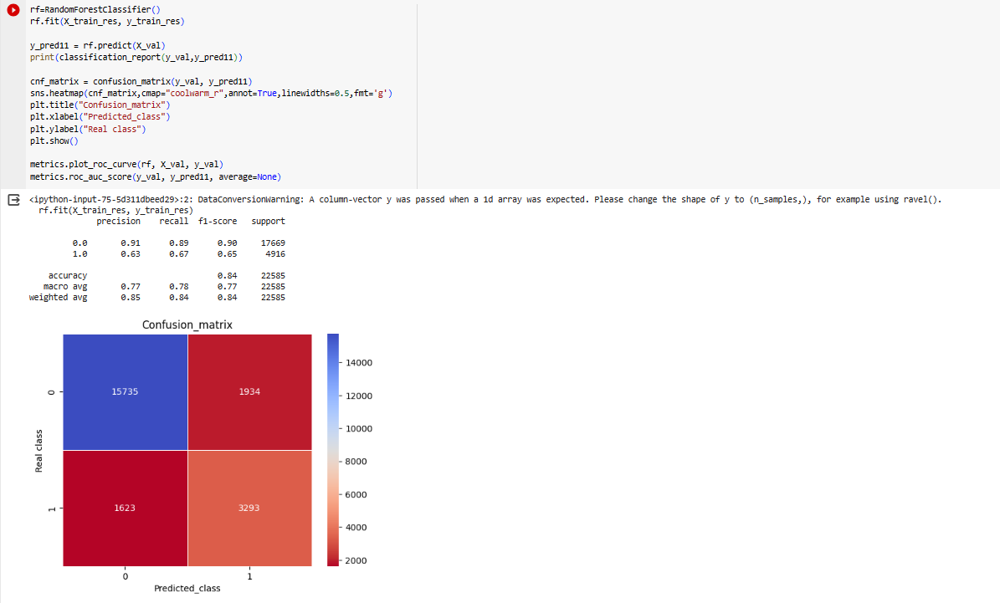 rf=RandomForestClassifier()
rf.fit(X_train_res, y_train_res)
y_pred11 = rf.predict(X_val)
print(classification_report(y_val,y_pred11))
cnf_matrix = confusion_matrix(y_val, y_pred11)
sns.heatmap(cnf_matrix,cmap="coolwarm_r",annot=True,linewidths=0.5,fmt='g')
plt.title("Confusion_matrix")
plt.xlabel("Predicted_class")
plt.ylabel("Real class")
plt.show()
metrics.plot_roc_curve(rf, X_val, y_val)
metrics.roc_auc_score(y_val, y_pred11, average=None)
<ipython-input-75-5d311dbeed29>:2: DataConversionWarning: A column-vector y was passed when a 1d array was expected. Please change the shape of y to (n_samples,), for example using ravel().
rf.fit(X_train_res, y_train_res)
precision recall f1-score support
0.0 0.91 0.89 0.90 17669
1.0 0.63 0.67 0.65 4916
accuracy 0.84 22585
macro avg 0.77 0.78 0.77 22585
weighted avg 0.85 0.84 0.84 22585
Confusion_matrix
15735 1934
1623 3293
0
1
Real class
0 1
Predicted_class
14000
12000
10000
8000
6000
4000
2000